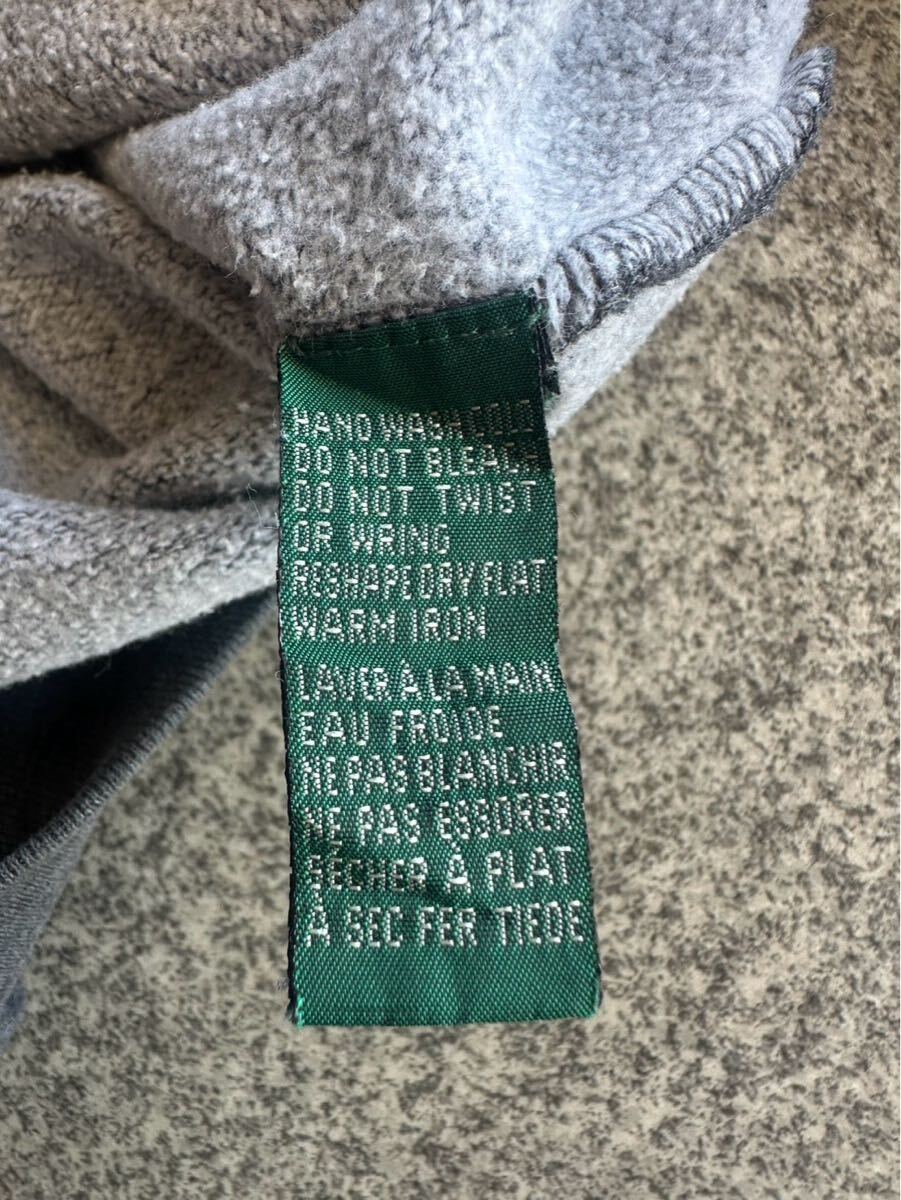 HAND WASH COLD
DO NOT BLEACH
DO NOT TWIST
OR WRING
RESHAPE DRY FLAT
WARM IRON
LAVER À LA MAIN
EAU FROIDE
NE PAS BLANCHIR
NE PAS ESSORER
SÉCHER À PLAT
À SEC FER TIEDE